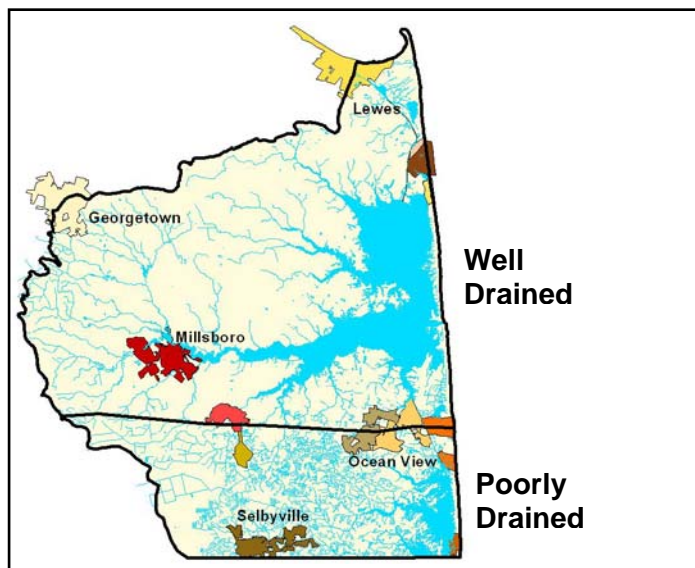 Lewes
Georgetown
Well
Drained
Millsboro
Ocean View
Poorly
Drained
Selbyville